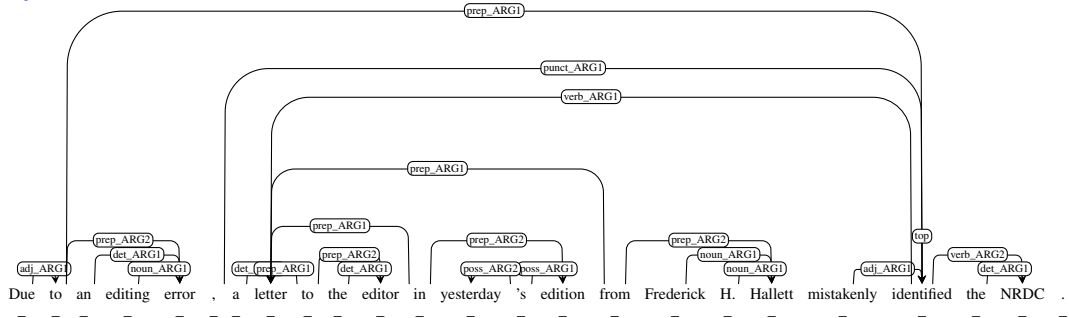 prep_ARG1
punct_ARG1
verb_ARG1
prep_ARG1
prep_ARG1
top
prep_ARG2 prep_ARG2 prep_ARG2
det_ARG1 prep_ARG2 noun_ARG1 verb_ARG2
adj_ARG1 noun_ARG1 det_ prep_ARG1 det_ARG1 poss_ARG2 poss_ARG1 noun_ARG1 adj_ARG1 det_ARG1
Due to an editing error , a letter to the editor in yesterday 's edition from Frederick H. Hallett mistakenly identified the NRDC .
_ _ _ _ _ _ _ _ _ _ _ _ _ _ _ _ _ _ _ _ _ _ _ _